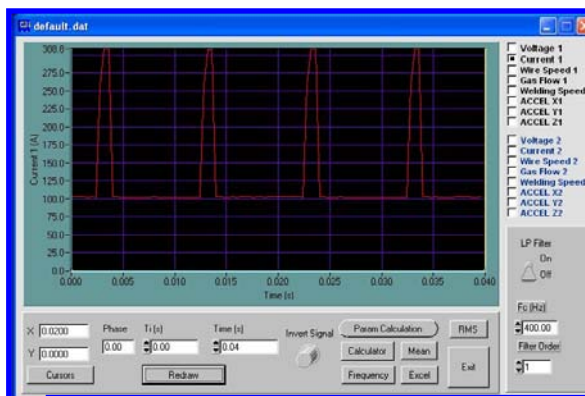 default.dat
300.0
275.0
250.0
225.0
200.0
175.0
150.0
125.0
100.0
75.0
50.0
25.0
0.0
Current 1 (A)
0.000 0.005 0.010 0.015 0.020 0.025 0.030 0.035 0.040
Time (s)
Voltage 1
Current 1
Wire Speed 1
Gas Flow 1
Welding Speed
ACCEL X1
ACCEL Y1
ACCEL Z1
Voltage 2
Current 2
Wire Speed 2
Gas Flow 2
Welding Speed
ACCEL X2
ACCEL Y2
ACCEL Z2
LP Filter
On
Off
Fc (Hz)
400.00
Filter Order
1
X 0.0200
Y 0.0000
Cursors
Phase
0.00
Ti (s)
0.00
Time (s)
0.04
Redraw
Invert Signal
Param Calculation
Calculator
Mean
Frequency
Excel
RMS
Exit